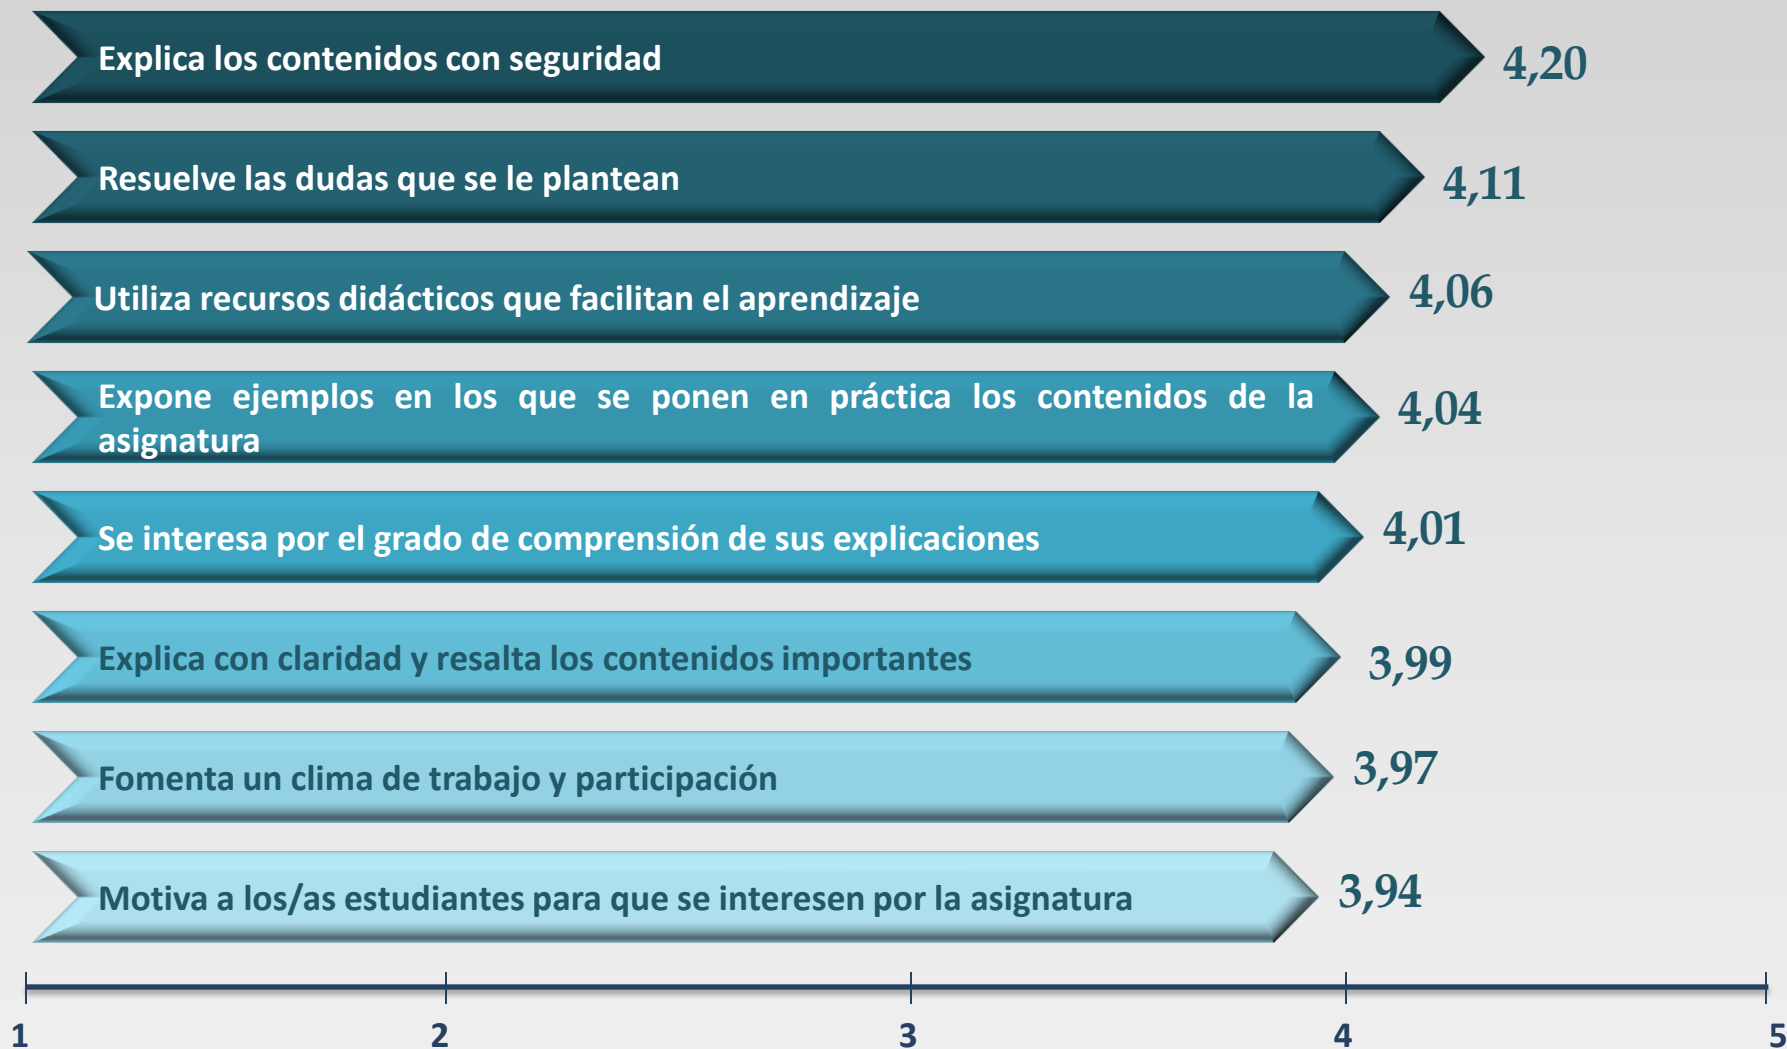 Explica los contenidos con seguridad
4,20
Resuelve las dudas que se le plantean
4,11
Utiliza recursos didácticos que facilitan el aprendizaje
4,06
Expone ejemplos en los que se ponen en práctica los contenidos de la
asignatura
4,04
Se interesa por el grado de comprensión de sus explicaciones
4,01
Explica con claridad y resalta los contenidos importantes
3,99
Fomenta un clima de trabajo y participación
3,97
Motiva a los/as estudiantes para que se interesen por la asignatura
3,94
1 2 3 4 5